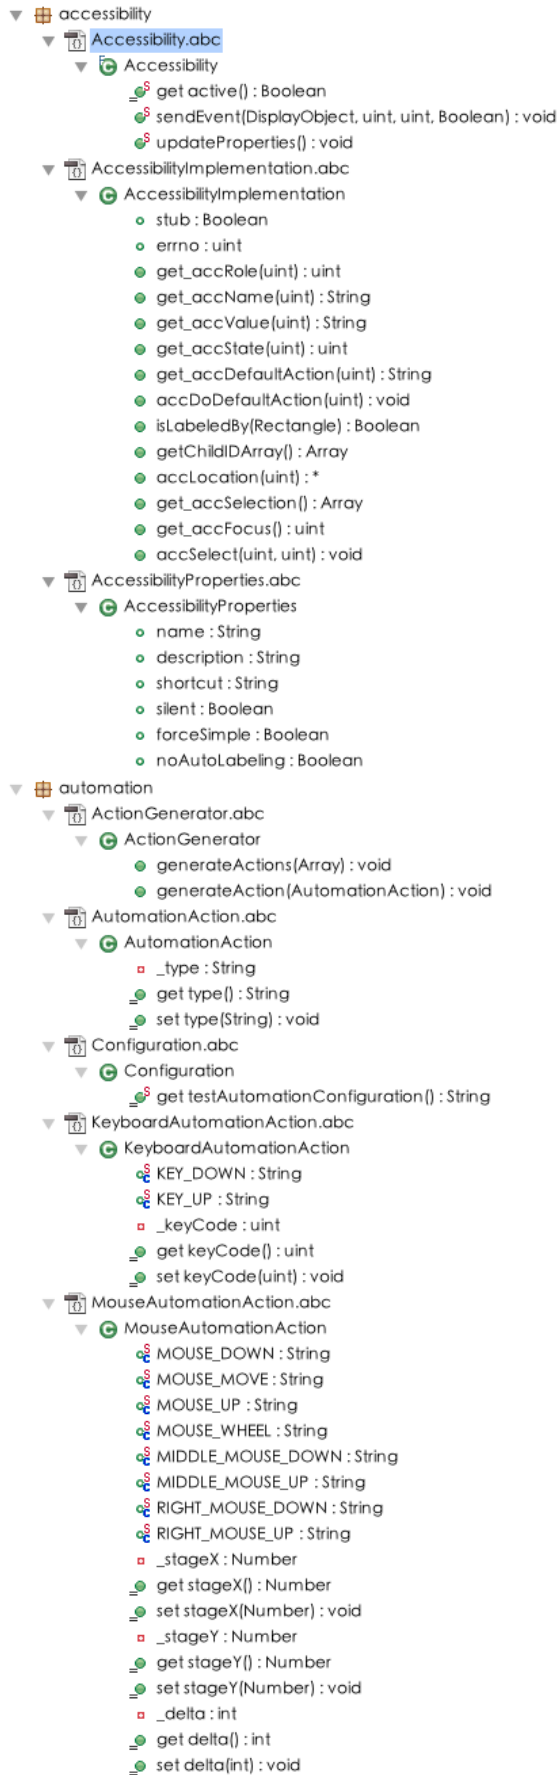 accessibility
Accessibility.abc
Accessibility
get active() : Boolean
sendEvent(DisplayObject, uint, uint, Boolean) : void
updateProperties() : void
AccessibilityImplementation.abc
AccessibilityImplementation
stub : Boolean
errno : uint
get_accRole(uint) : uint
get_accName(uint) : String
get_accValue(uint) : String
get_accState(uint) : uint
get_accDefaultAction(uint) : String
accDoDefaultAction(uint) : void
isLabeledBy(Rectangle) : Boolean
getChildIDArray() : Array
accLocation(uint) : *
get_accSelection() : Array
get_accFocus() : uint
accSelect(uint, uint) : void
AccessibilityProperties.abc
AccessibilityProperties
name : String
description : String
shortcut : String
silent : Boolean
forceSimple : Boolean
noAutoLabeling : Boolean
automation
ActionGenerator.abc
ActionGenerator
generateActions(Array) : void
generateAction(AutomationAction) : void
AutomationAction.abc
AutomationAction
_type : String
get type() : String
set type(String) : void
Configuration.abc
Configuration
get testAutomationConfiguration() : String
KeyboardAutomationAction.abc
KeyboardAutomationAction
KEY_DOWN : String
KEY_UP : String
_keyCode : uint
get keyCode() : uint
set keyCode(uint) : void
MouseAutomationAction.abc
MouseAutomationAction
MOUSE_DOWN : String
MOUSE_MOVE : String
MOUSE_UP : String
MOUSE_WHEEL : String
MIDDLE_MOUSE_DOWN : String
MIDDLE_MOUSE_UP : String
RIGHT_MOUSE_DOWN : String
RIGHT_MOUSE_UP : String
_stageX : Number
get stageX() : Number
set stageX(Number) : void
_stageY : Number
get stageY() : Number
set stageY(Number) : void
_delta : int
get delta() : int
set delta(int) : void